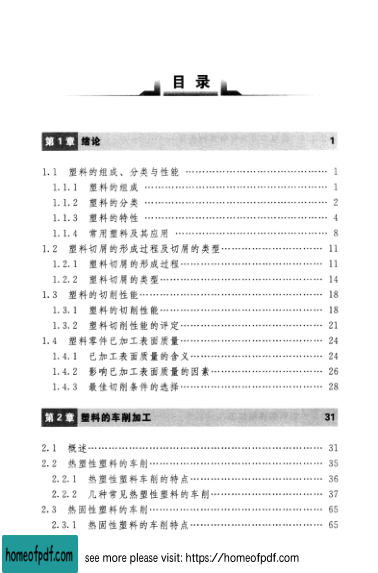 目 录
第1章 绪论 1
1.1 塑料的组成、分类与性能 1
1.1.1 塑料的组成 1
1.1.2 塑料的分类 2
1.1.3 塑料的特性 4
1.1.4 常用塑料及其应用 8
1.2 塑料切屑的形成过程及切屑的类型 11
1.2.1 塑料切屑的形成过程 11
1.2.2 塑料切屑的类型 14
1.3 塑料的切削性能 18
1.3.1 塑料的切削性能 18
1.3.2 塑料切削性能的评定 21
1.4 塑料零件已加工表面质量 24
1.4.1 已加工表面质量的含义 24
1.4.2 影响已加工表面质量的因素 26
1.4.3 最佳切削条件的选择 28
第2章 塑料的车削加工 31
2.1 概述 31
2.2 热塑性塑料的车削 35
2.2.1 热塑性塑料车削的特点 36
2.2.2 几种常见热塑性塑料的车削 37
2.3 热固性塑料的车削 65
2.3.1 热固性塑料的车削特点 65
homeofpdf.com see more please visit: https://homeofpdf.com